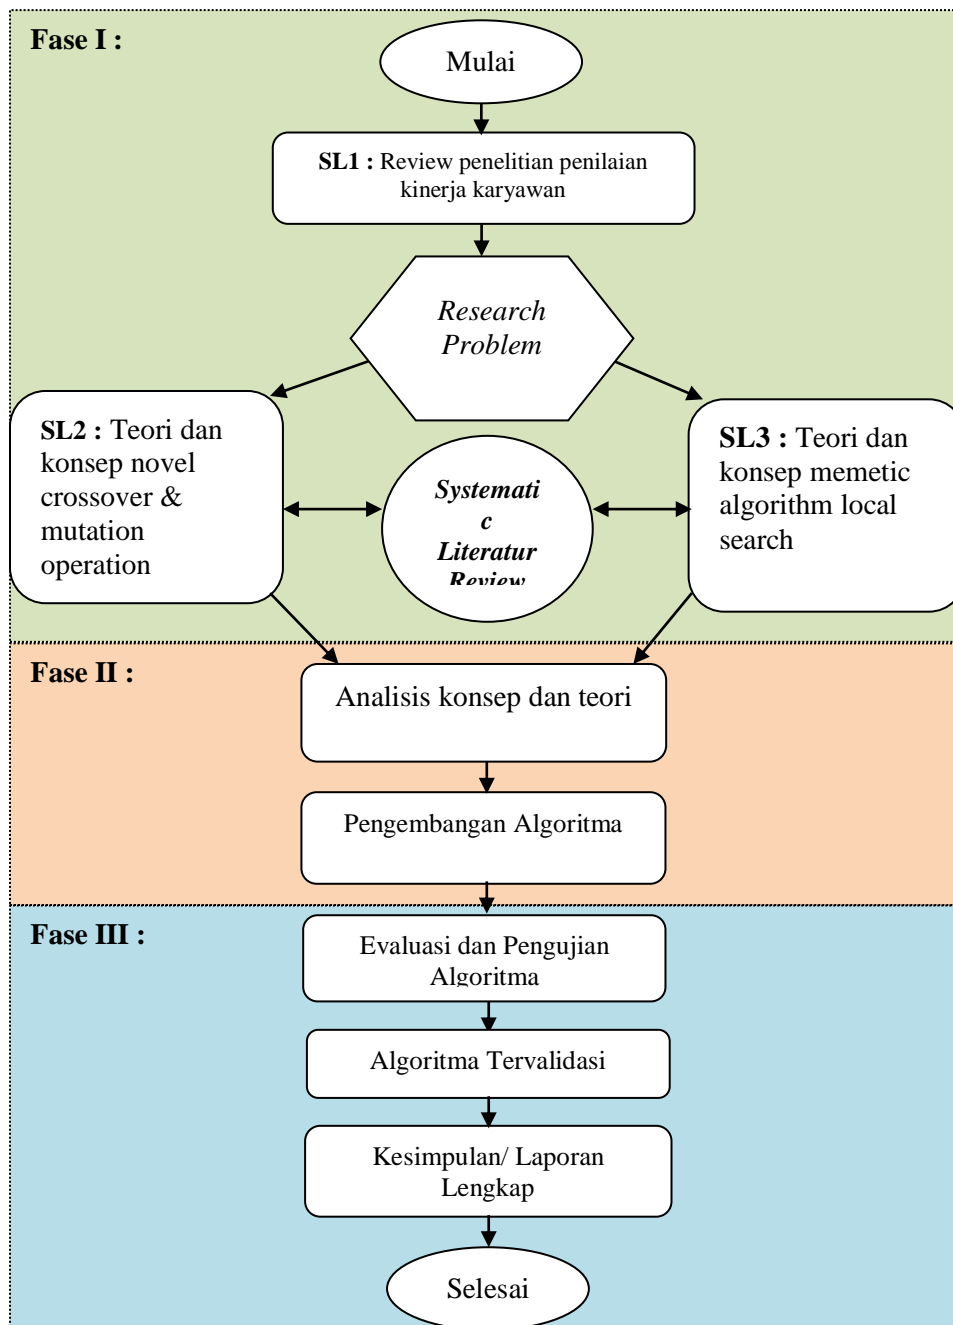 Fase I :
Mulai
SL1 : Review penelitian penilaian
kinerja karyawan
Research
Problem
SL2 : Teori dan
konsep novel
crossover &
mutation
operation
Systemati
c
Literatur
Review
SL3 : Teori dan
konsep memetic
algorithm local
search
Fase II :
Analisis konsep dan teori
Pengembangan Algoritma
Fase III :
Evaluasi dan Pengujian
Algoritma
Algoritma Tervalidasi
Kesimpulan/ Laporan
Lengkap
Selesai